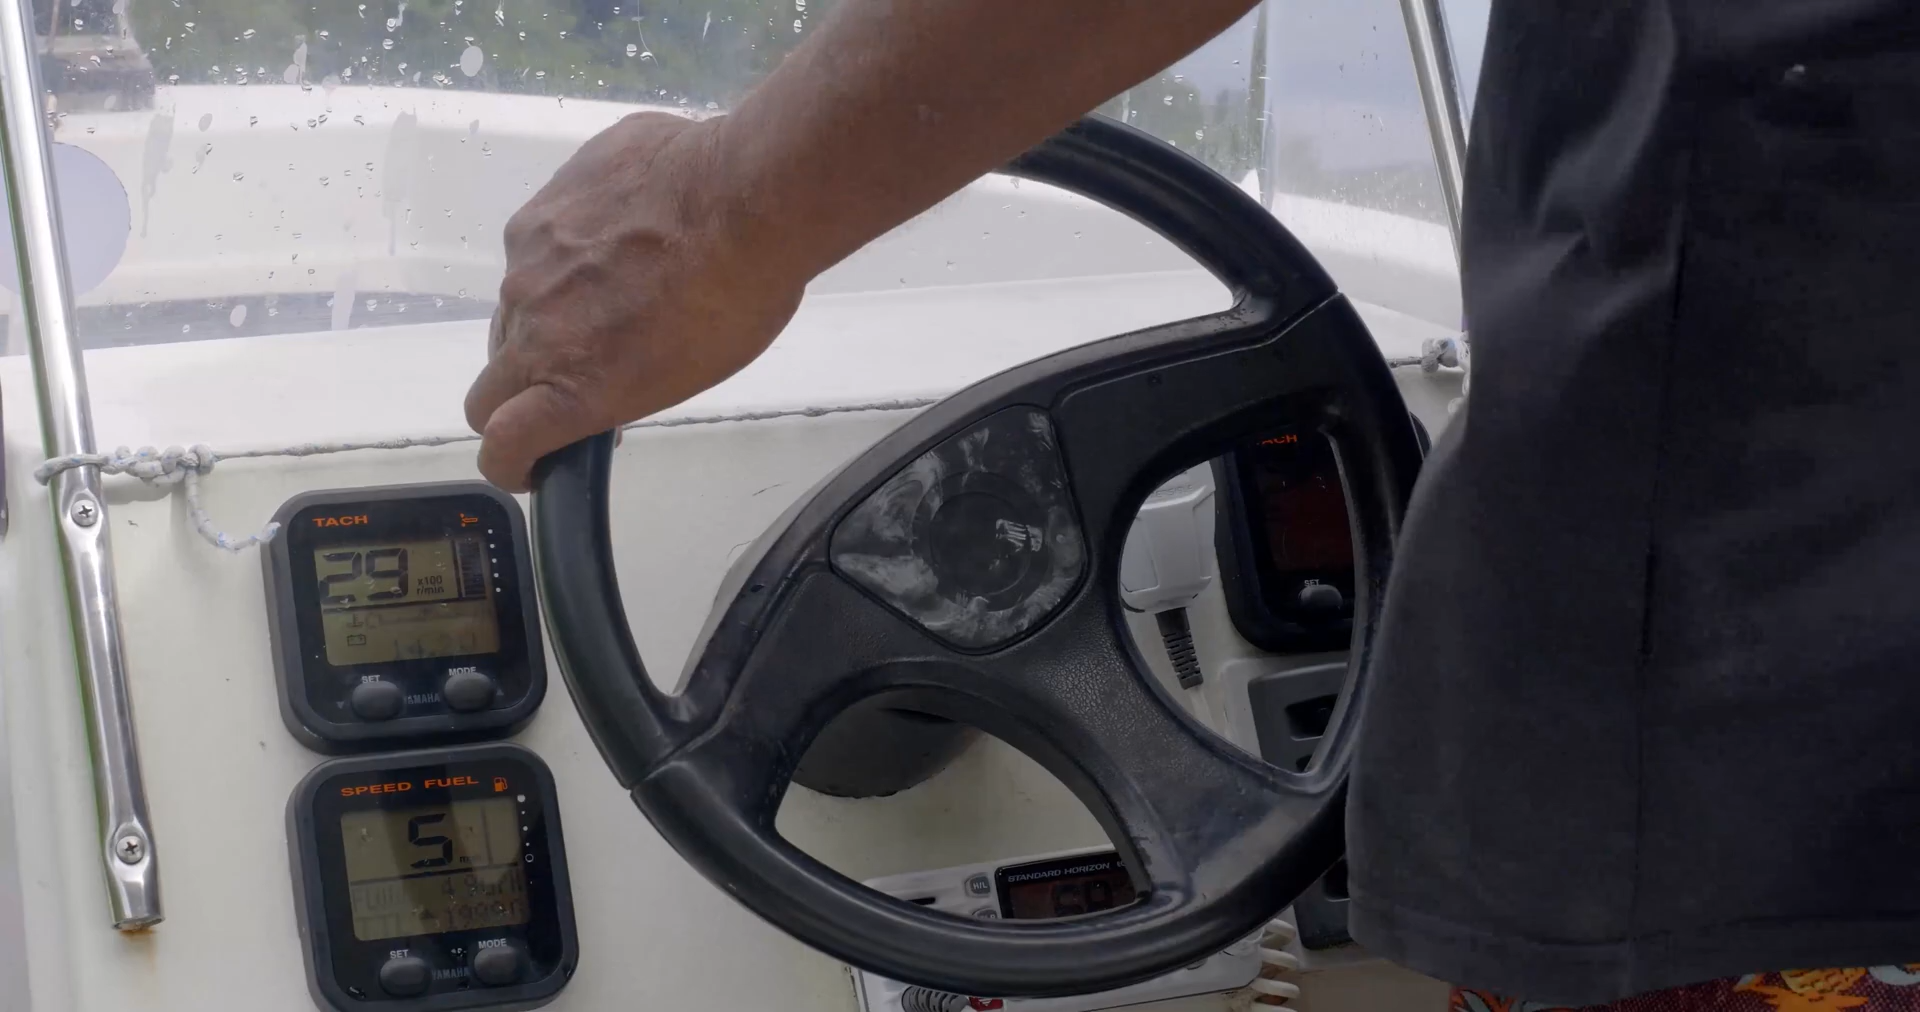 TACH
29 x100
r/min
SET
MODE
YAMAHA
SPEED FUEL
5
SET
MODE
YAMAHA
TACH
SET
STANDARD HORIZON
H/L